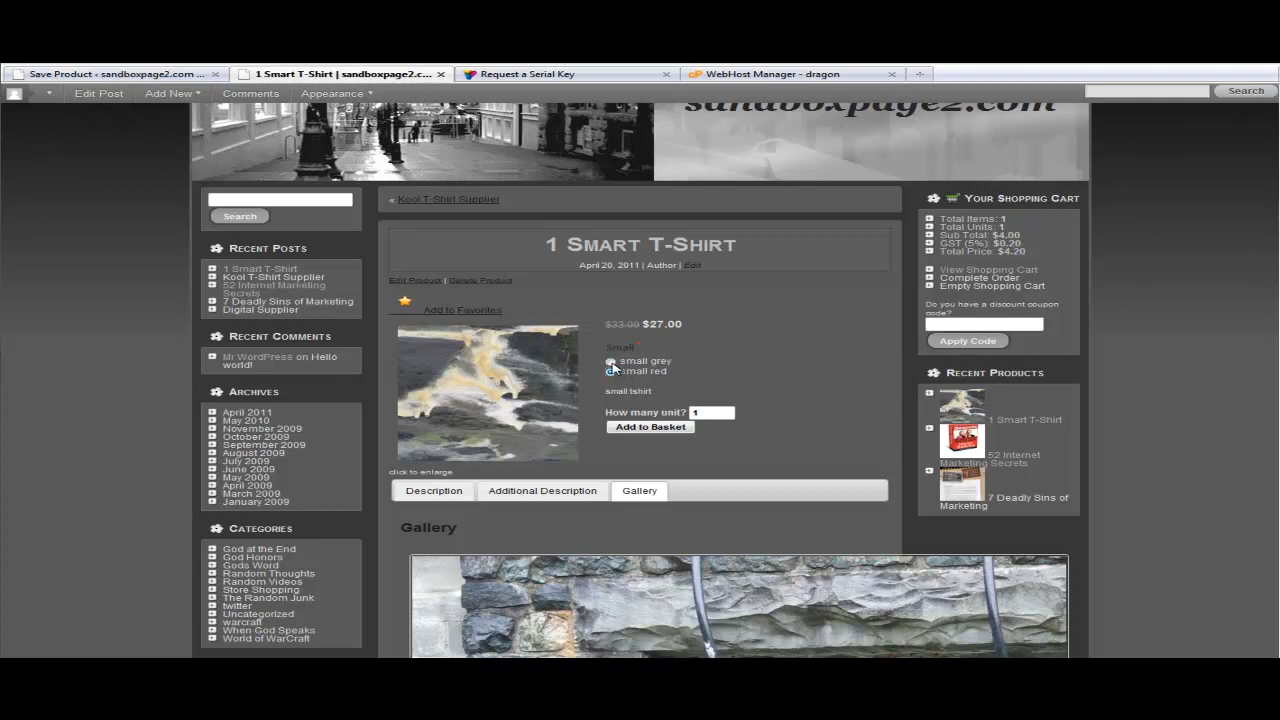 Save Product ‹ sandboxpage2.com ...
1 Smart T-Shirt | sandboxpage2.c...
Request a Serial Key
WebHost Manager - dragon
Edit Post
Add New
Comments
Appearance
Search
sandboxpage2.com
Search
Recent Posts
1 Smart T-Shirt
Kool T-Shirt Supplier
52 Internet Marketing
Secrets
7 Deadly Sins of Marketing
Digital Supplier
Recent Comments
Mr WordPress on Hello
world!
Archives
April 2011
May 2010
November 2009
October 2009
September 2009
August 2009
July 2009
June 2009
May 2009
April 2009
March 2009
January 2009
Categories
God at the End
God Honors
Gods Word
Random Thoughts
Random Videos
Store Shopping
The Random Junk
twitter
Uncategorized
warcraft
When God Speaks
World of WarCraft
« Kool T-Shirt Supplier
1 Smart T-Shirt
April 20, 2011 | Author | Edit
Edit Product | Delete Product
Add to Favorites
$33.00 $27.00
Small *
small grey
small red
small tshirt
How many unit? 1
Add to Basket
click to enlarge
Description
Additional Description
Gallery
Gallery
Your Shopping Cart
Total Items: 1
Total Units: 1
Sub Total: $4.00
GST (5%): $0.20
Total Price: $4.20
View Shopping Cart
Complete Order
Empty Shopping Cart
Do you have a discount coupon
code?
Apply Code
Recent Products
1 Smart T-Shirt
52 Internet
Marketing Secrets
7 Deadly Sins of
Marketing